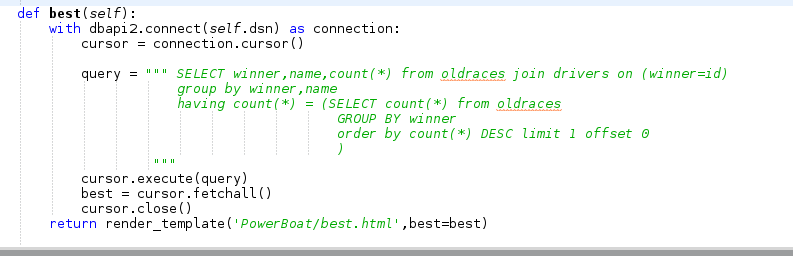 def best(self):
    with dbapi2.connect(self.dsn) as connection:
        cursor = connection.cursor()
        query = """ SELECT winner,name,count(*) from oldraces join drivers on (winner=id)
                    group by winner,name
                    having count(*) = (SELECT count(*) from oldraces
                                        GROUP BY winner
                                        order by count(*) DESC limit 1 offset 0
                                        )
                 """
        cursor.execute(query)
        best = cursor.fetchall()
        cursor.close()
    return render_template('PowerBoat/best.html',best=best)